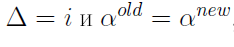 Δ = i и α^{old} = α^{new}.